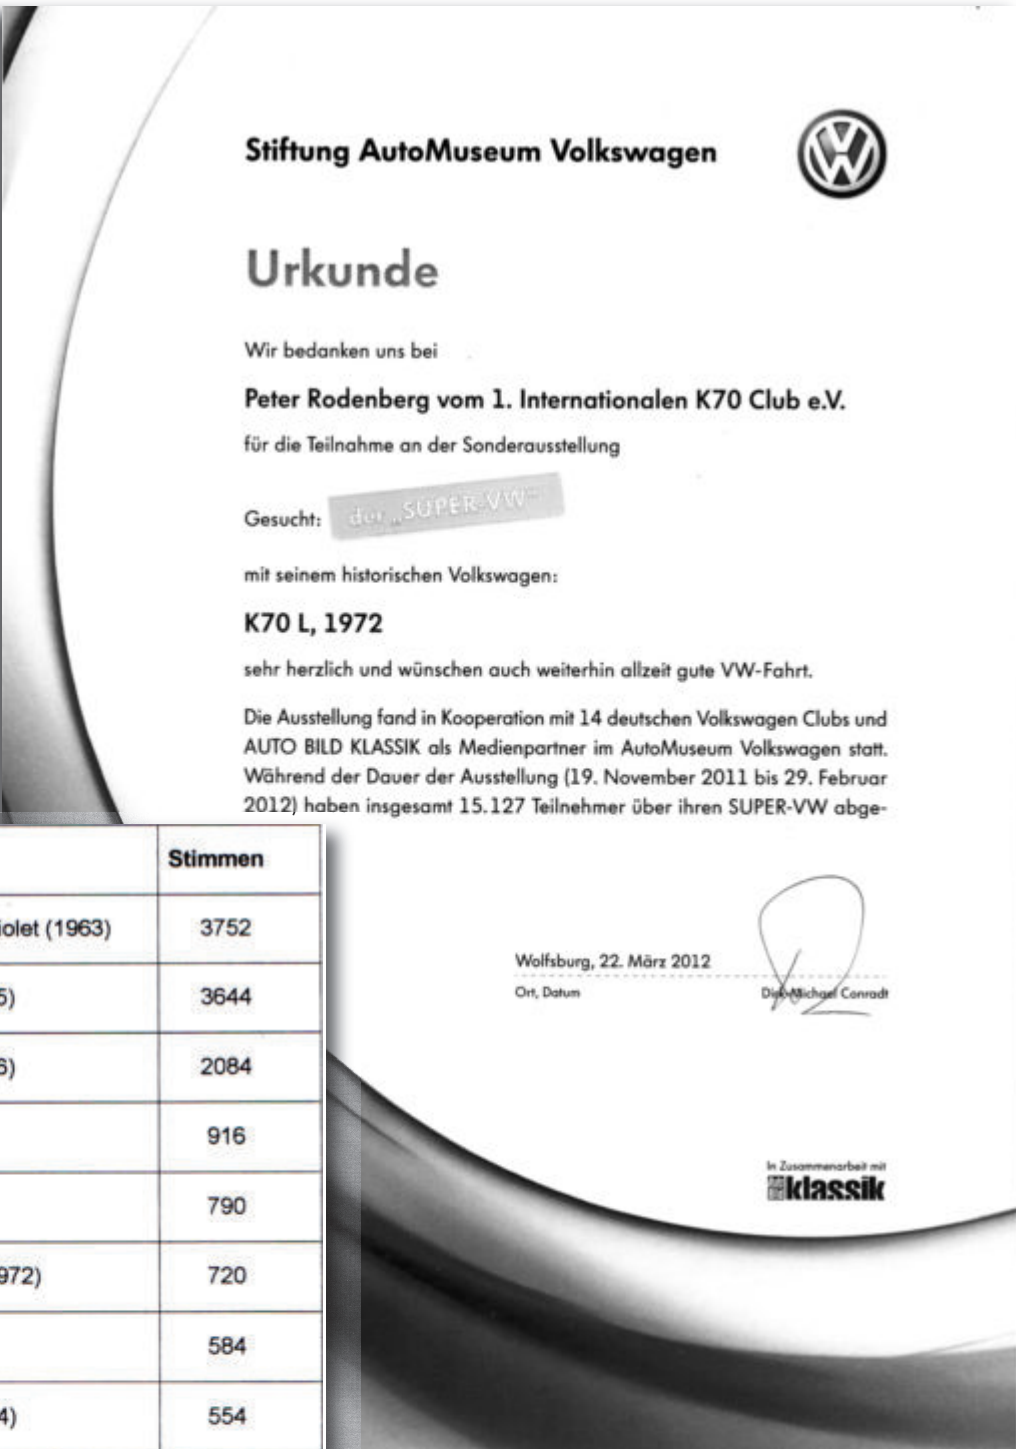 Stiftung AutoMuseum Volkswagen
Urkunde
Wir bedanken uns bei
Peter Rodenberg vom 1. Internationalen K70 Club e.V.
für die Teilnahme an der Sonderausstellung
Gesucht: der „SUPER-VW“
mit seinem historischen Volkswagen:
K70 L, 1972
sehr herzlich und wünschen auch weiterhin allzeit gute VW-Fahrt.
Die Ausstellung fand in Kooperation mit 14 deutschen Volkswagen Clubs und
AUTO BILD KLASSIK als Medienpartner im AutoMuseum Volkswagen statt.
Während der Dauer der Ausstellung (19. November 2011 bis 29. Februar
2012) haben insgesamt 15.127 Teilnehmer über ihren SUPER-VW abge-
Wolfsburg, 22. März 2012
Ort, Datum
Dirk-Michael Conradt
In Zusammenarbeit mit
klassik
Stimmen
iolet (1963) 3752
5) 3644
6) 2084
916
790
972) 720
584
4) 554